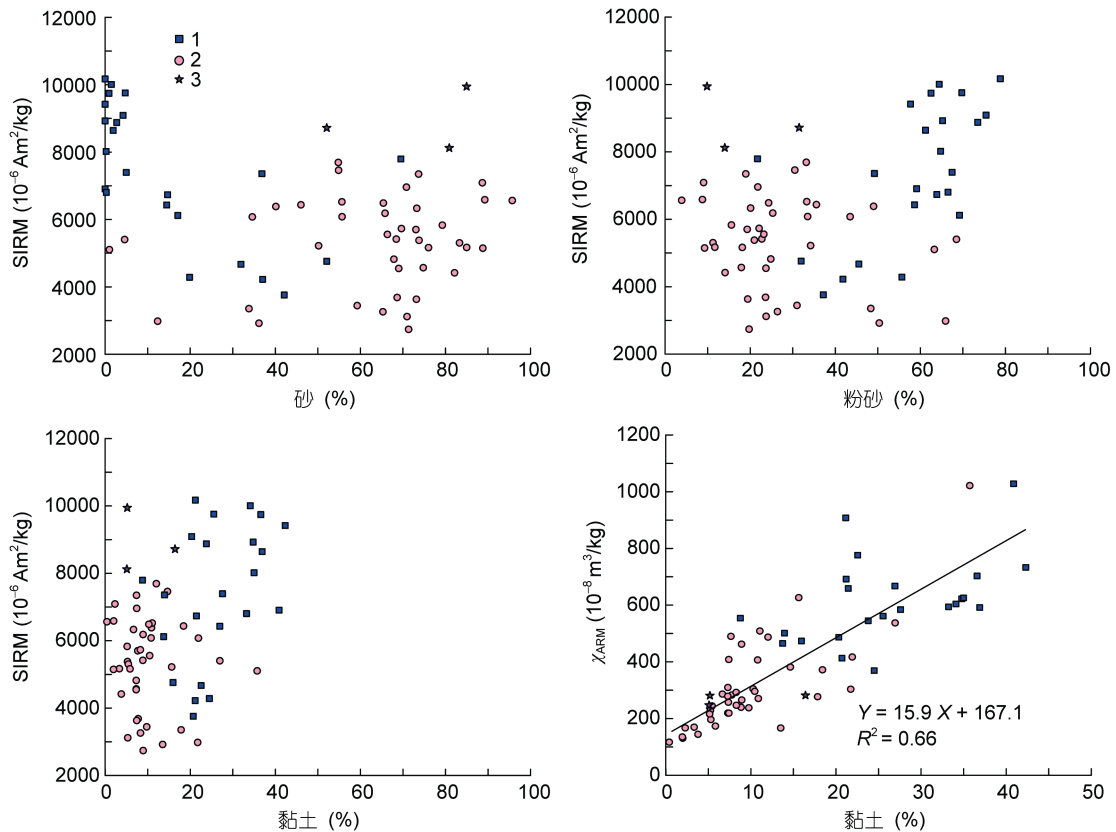 12000
10000
8000
6000
4000
2000
SIRM (10⁻⁶ Am²/kg)
1
2
3
0 20 40 60 80 100
砂 (%)
12000
10000
8000
6000
4000
2000
SIRM (10⁻⁶ Am²/kg)
0 20 40 60 80 100
粉砂 (%)
12000
10000
8000
6000
4000
2000
SIRM (10⁻⁶ Am²/kg)
0 20 40 60 80 100
黏土 (%)
1200
1000
800
600
400
200
0
χARM (10⁻⁸ m³/kg)
Y = 15.9 X + 167.1
R² = 0.66
0 10 20 30 40 50
黏土 (%)